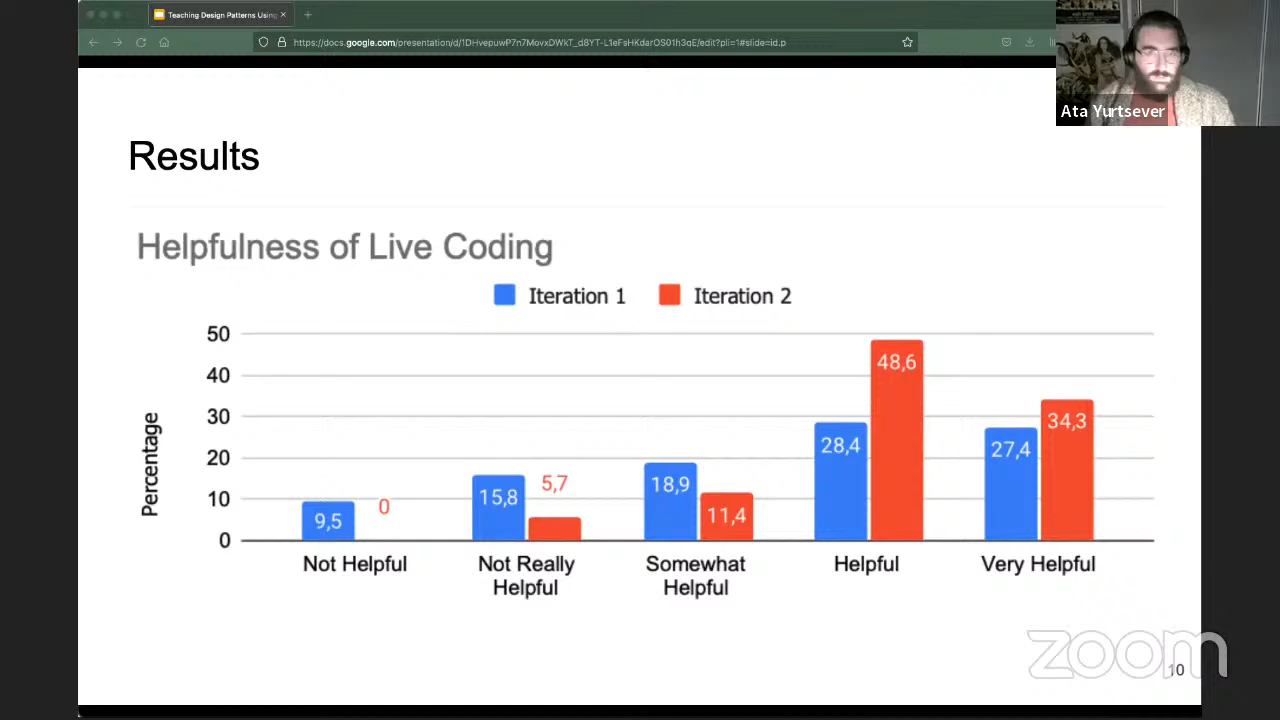 Teaching Design Patterns Using
https://docs.google.com/presentation/d/1DHvepuwP7n7MovxDWkT_d8YT-L1eFsHKdarOS01h3qE/edit?pli=1#slide=id.p
Ata Yurtsever
Results
Helpfulness of Live Coding
Iteration 1
Iteration 2
Percentage
50
40
30
20
10
0
9,5
0
15,8
5,7
18,9
11,4
28,4
48,6
27,4
34,3
Not Helpful
Not Really
Helpful
Somewhat
Helpful
Helpful
Very Helpful
zoom
10